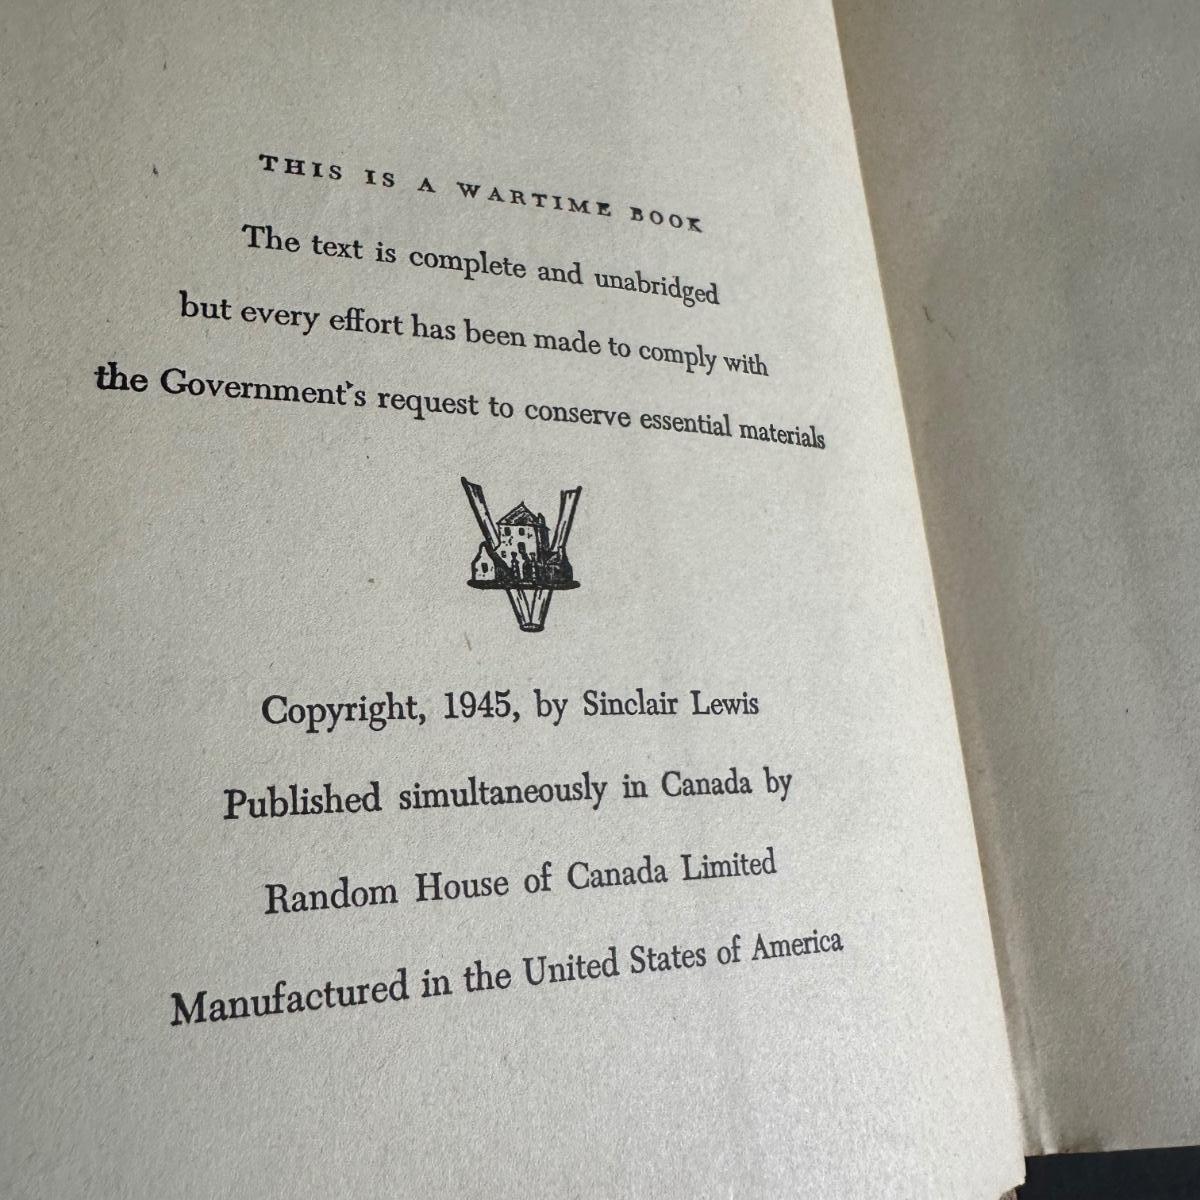 THIS IS A WARTIME BOOK
The text is complete and unabridged
but every effort has been made to comply with
the Government's request to conserve essential materials
Copyright, 1945, by Sinclair Lewis
Published simultaneously in Canada by
Random House of Canada Limited
Manufactured in the United States of America